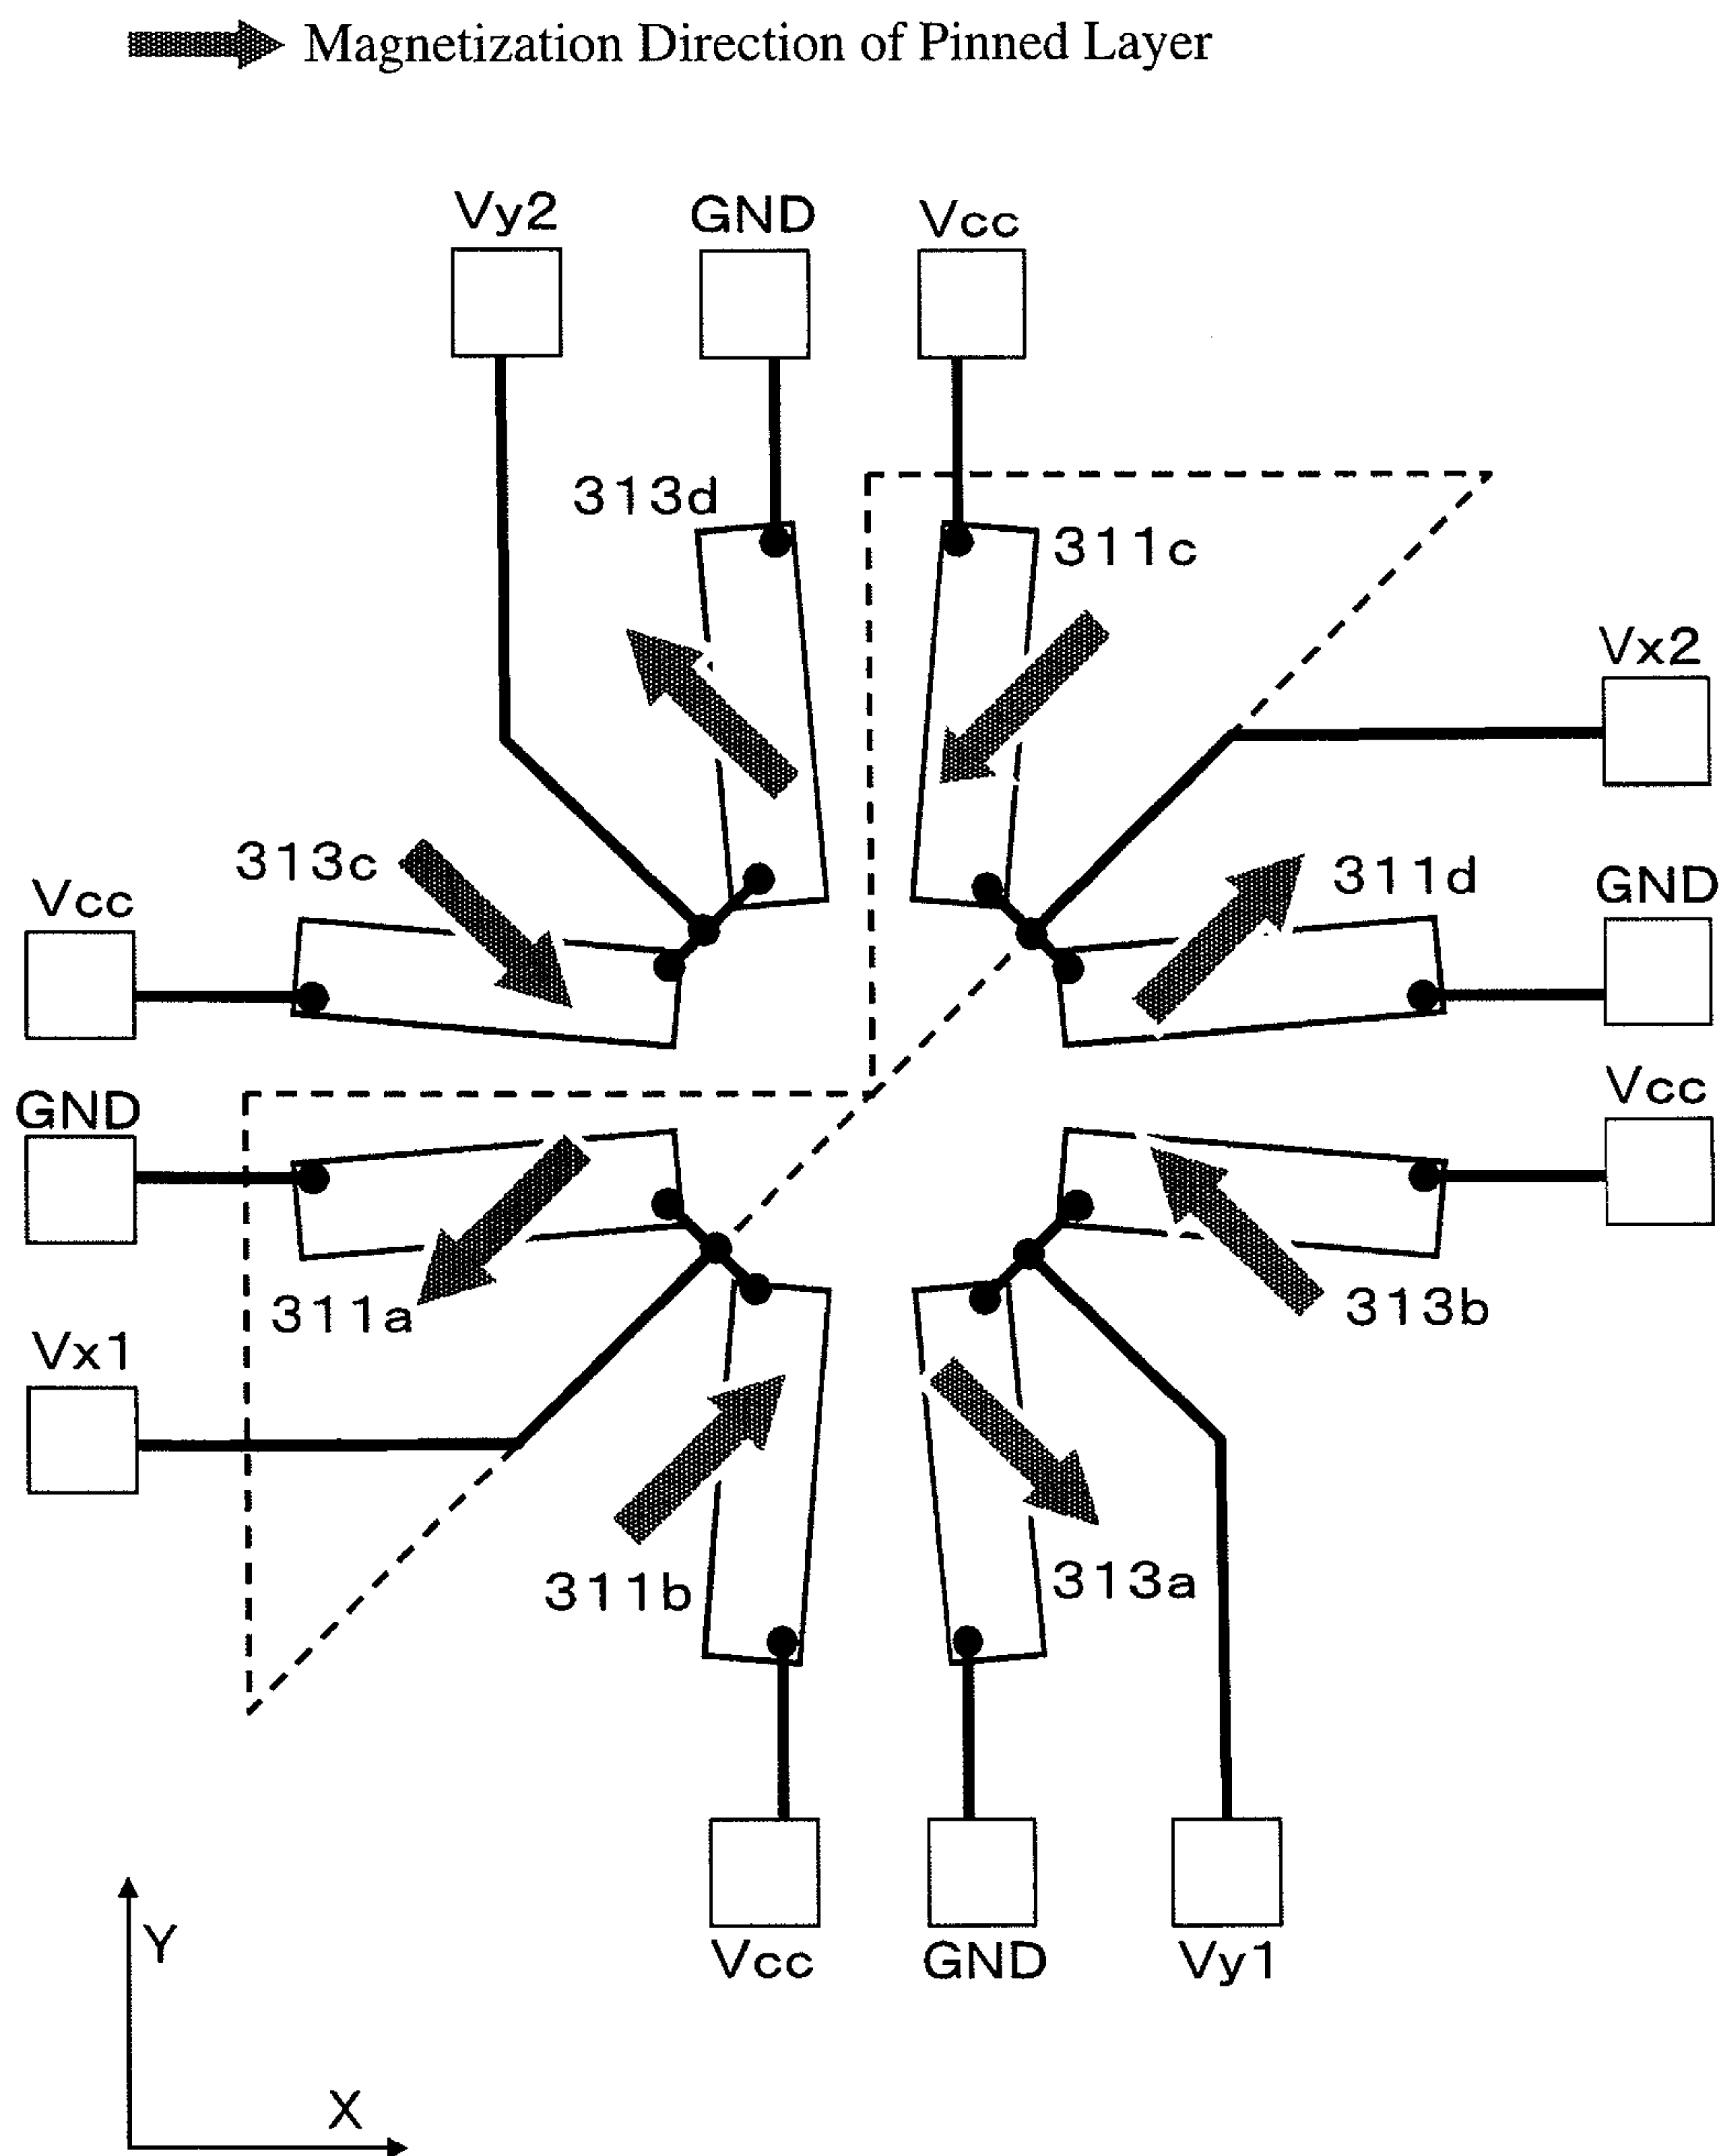 Magnetization Direction of Pinned Layer
Vy2 GND Vcc
313d
311c
Vx2
313c
311d
Vcc
GND
GND
Vcc
311a
313b
Vx1
311b
313a
Vcc GND Vy1
Y
X